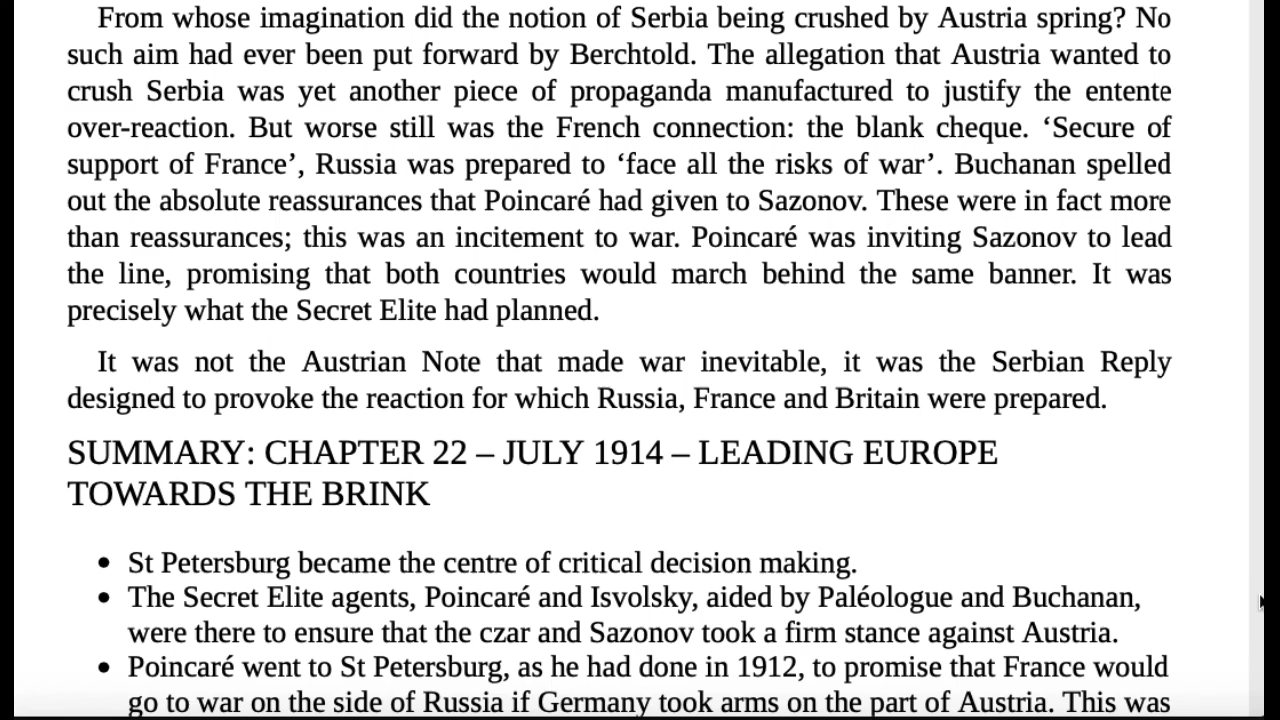 From whose imagination did the notion of Serbia being crushed by Austria spring? No
such aim had ever been put forward by Berchtold. The allegation that Austria wanted to
crush Serbia was yet another piece of propaganda manufactured to justify the entente
over-reaction. But worse still was the French connection: the blank cheque. ‘Secure of
support of France’, Russia was prepared to ‘face all the risks of war’. Buchanan spelled
out the absolute reassurances that Poincaré had given to Sazonov. These were in fact more
than reassurances; this was an incitement to war. Poincaré was inviting Sazonov to lead
the line, promising that both countries would march behind the same banner. It was
precisely what the Secret Elite had planned.
It was not the Austrian Note that made war inevitable, it was the Serbian Reply
designed to provoke the reaction for which Russia, France and Britain were prepared.
SUMMARY: CHAPTER 22 – JULY 1914 – LEADING EUROPE
TOWARDS THE BRINK
• St Petersburg became the centre of critical decision making.
• The Secret Elite agents, Poincaré and Isvolsky, aided by Paléologue and Buchanan,
were there to ensure that the czar and Sazonov took a firm stance against Austria.
• Poincaré went to St Petersburg, as he had done in 1912, to promise that France would
go to war on the side of Russia if Germany took arms on the part of Austria. This was